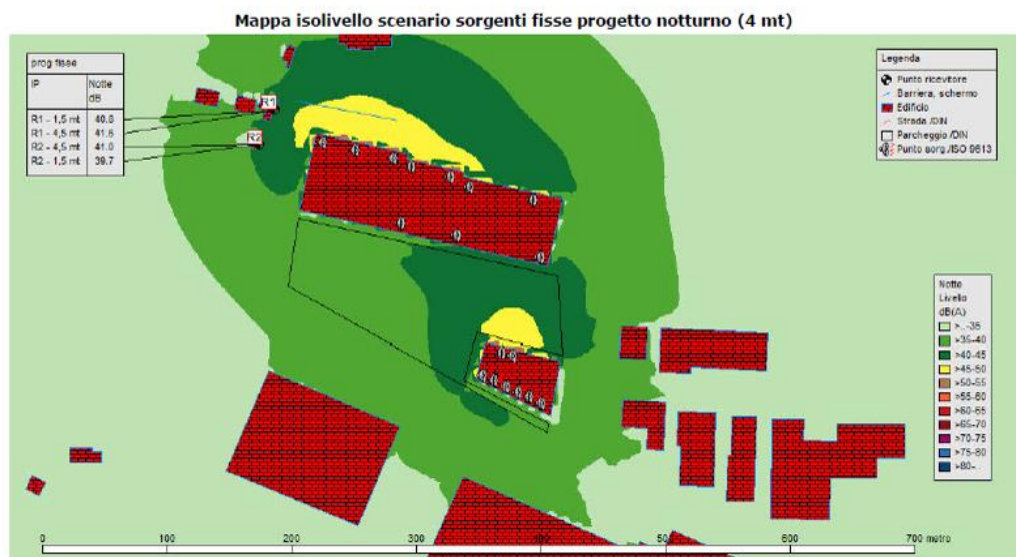 Mappa isolivello scenario sorgenti fisse progetto notturno (4 mt)
prog fisse
IP Notte dB
R1 - 1,5 mt 40.0
R1 - 4,5 mt 41.6
R2 - 4,5 mt 41.0
R2 - 1,5 mt 39.7
R1
R2
Legenda
Punto ricevitore
Barriera, schermo
Edificio
Strada /DIN
Parcheggio /DIN
Punto sorg./ISO 9613
Notte
Livello
dB(A)
>...-35
>35-40
>40-45
>45-50
>50-55
>55-60
>60-65
>65-70
>70-75
>75-80
>80-..
0 100 200 300 400 500 600 700 metro